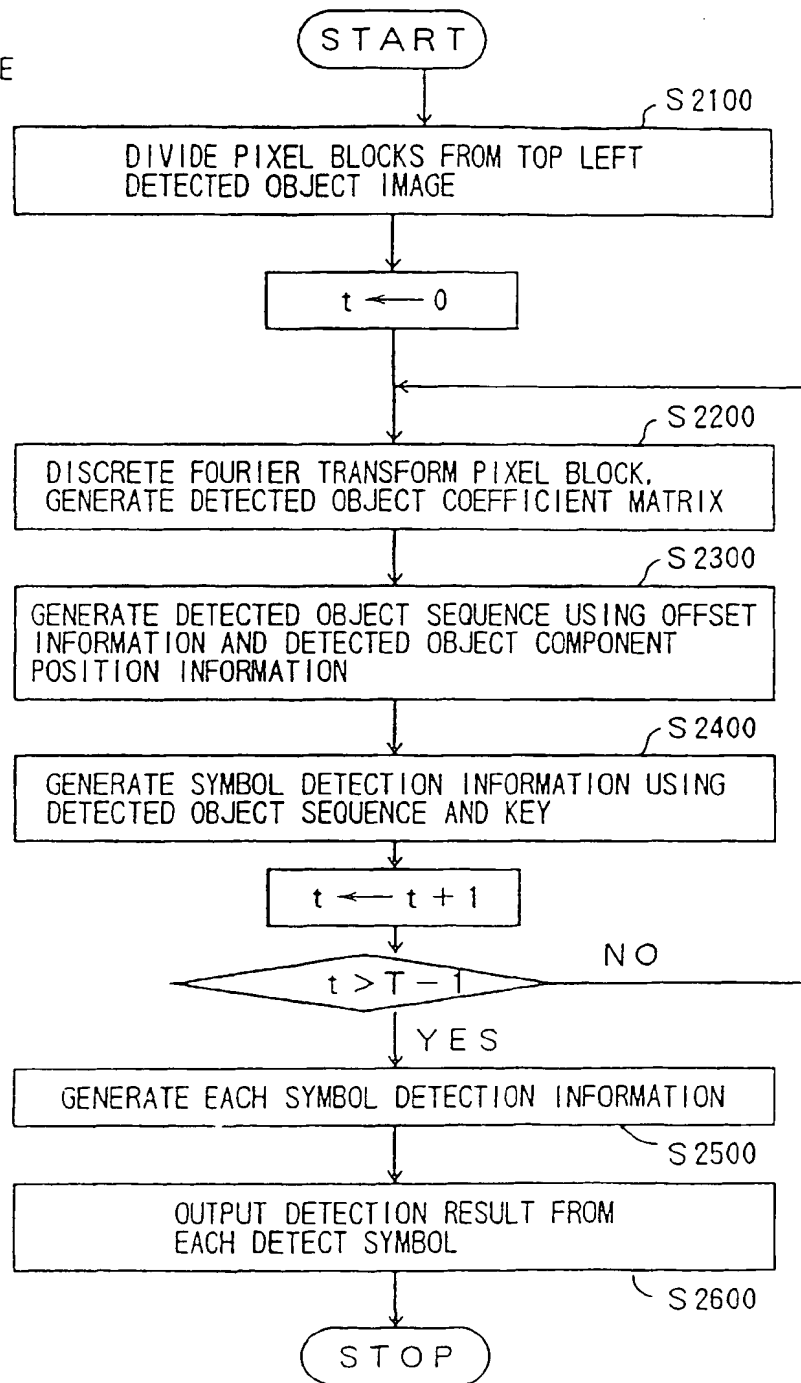 START
E
S2100
DIVIDE PIXEL BLOCKS FROM TOP LEFT
DETECTED OBJECT IMAGE
t ← 0
S2200
DISCRETE FOURIER TRANSFORM PIXEL BLOCK,
GENERATE DETECTED OBJECT COEFFICIENT MATRIX
S2300
GENERATE DETECTED OBJECT SEQUENCE USING OFFSET
INFORMATION AND DETECTED OBJECT COMPONENT
POSITION INFORMATION
S2400
GENERATE SYMBOL DETECTION INFORMATION USING
DETECTED OBJECT SEQUENCE AND KEY
t ← t + 1
t > T - 1
NO
YES
GENERATE EACH SYMBOL DETECTION INFORMATION
S2500
OUTPUT DETECTION RESULT FROM
EACH DETECT SYMBOL
S2600
STOP